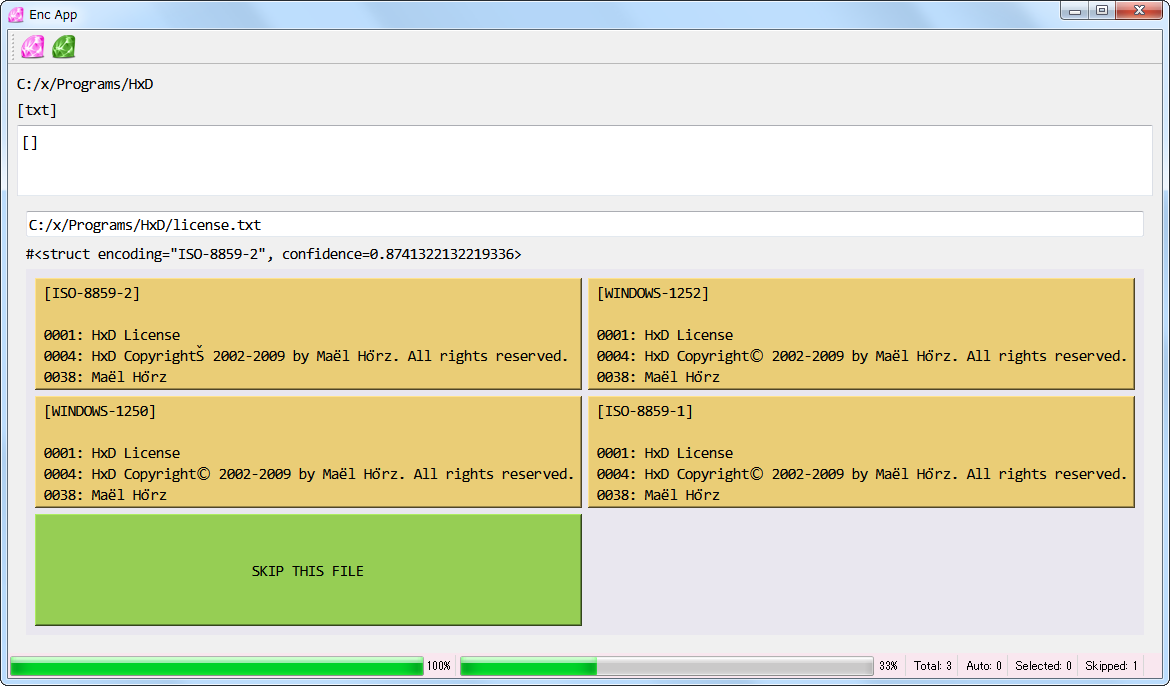 Enc App
C:/x/Programs/HxD
[txt]
[]
C:/x/Programs/HxD/license.txt
#<struct encoding="ISO-8859-2", confidence=0.8741322132219336>
[ISO-8859-2]
0001: HxD License
0004: HxD CopyrightŠ 2002-2009 by Maël Hőrz. All rights reserved.
0038: Maël Hőrz
[WINDOWS-1252]
0001: HxD License
0004: HxD Copyright© 2002-2009 by Maël Hőrz. All rights reserved.
0038: Maël Hőrz
[WINDOWS-1250]
0001: HxD License
0004: HxD Copyright© 2002-2009 by Maël Hőrz. All rights reserved.
0038: Maël Hőrz
[ISO-8859-1]
0001: HxD License
0004: HxD Copyright© 2002-2009 by Maël Hőrz. All rights reserved.
0038: Maël Hőrz
SKIP THIS FILE
100% 33% Total: 3 Auto: 0 Selected: 0 Skipped: 1